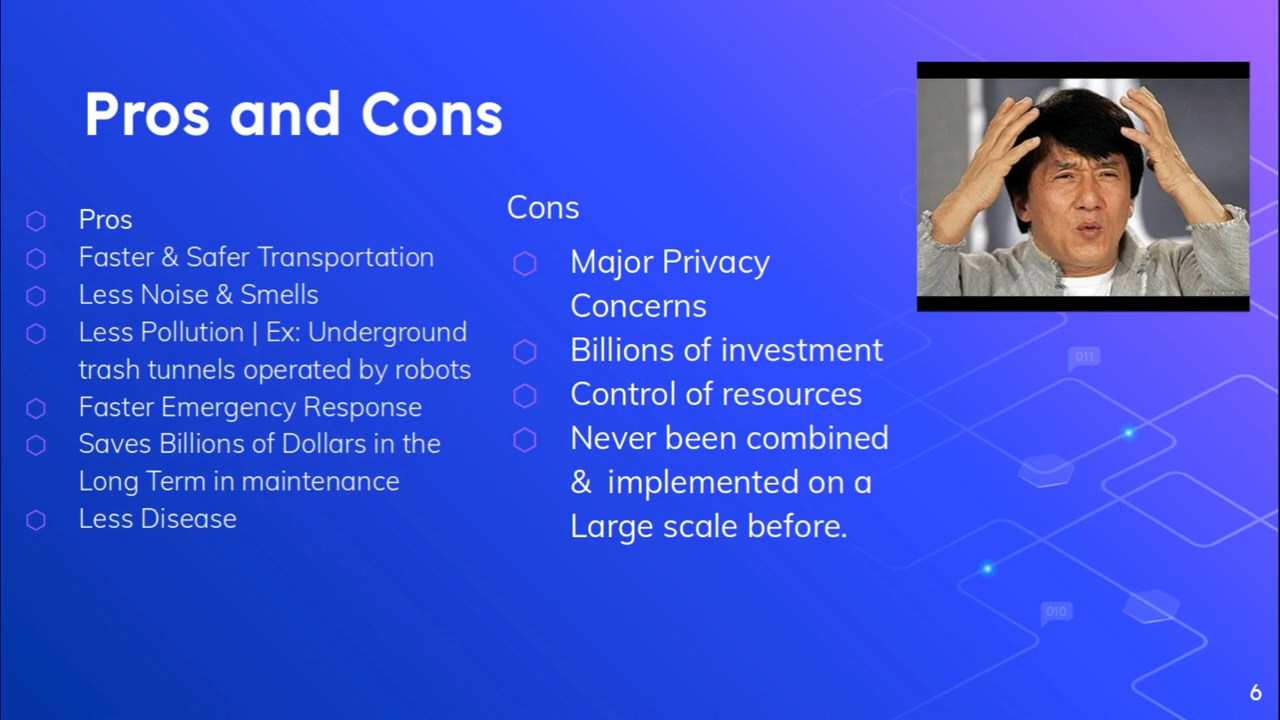 Pros and Cons
Pros
Faster & Safer Transportation
Less Noise & Smells
Less Pollution | Ex: Underground
trash tunnels operated by robots
Faster Emergency Response
Saves Billions of Dollars in the
Long Term in maintenance
Less Disease
Cons
Major Privacy
Concerns
Billions of investment
Control of resources
Never been combined
& implemented on a
Large scale before.
011
010
6